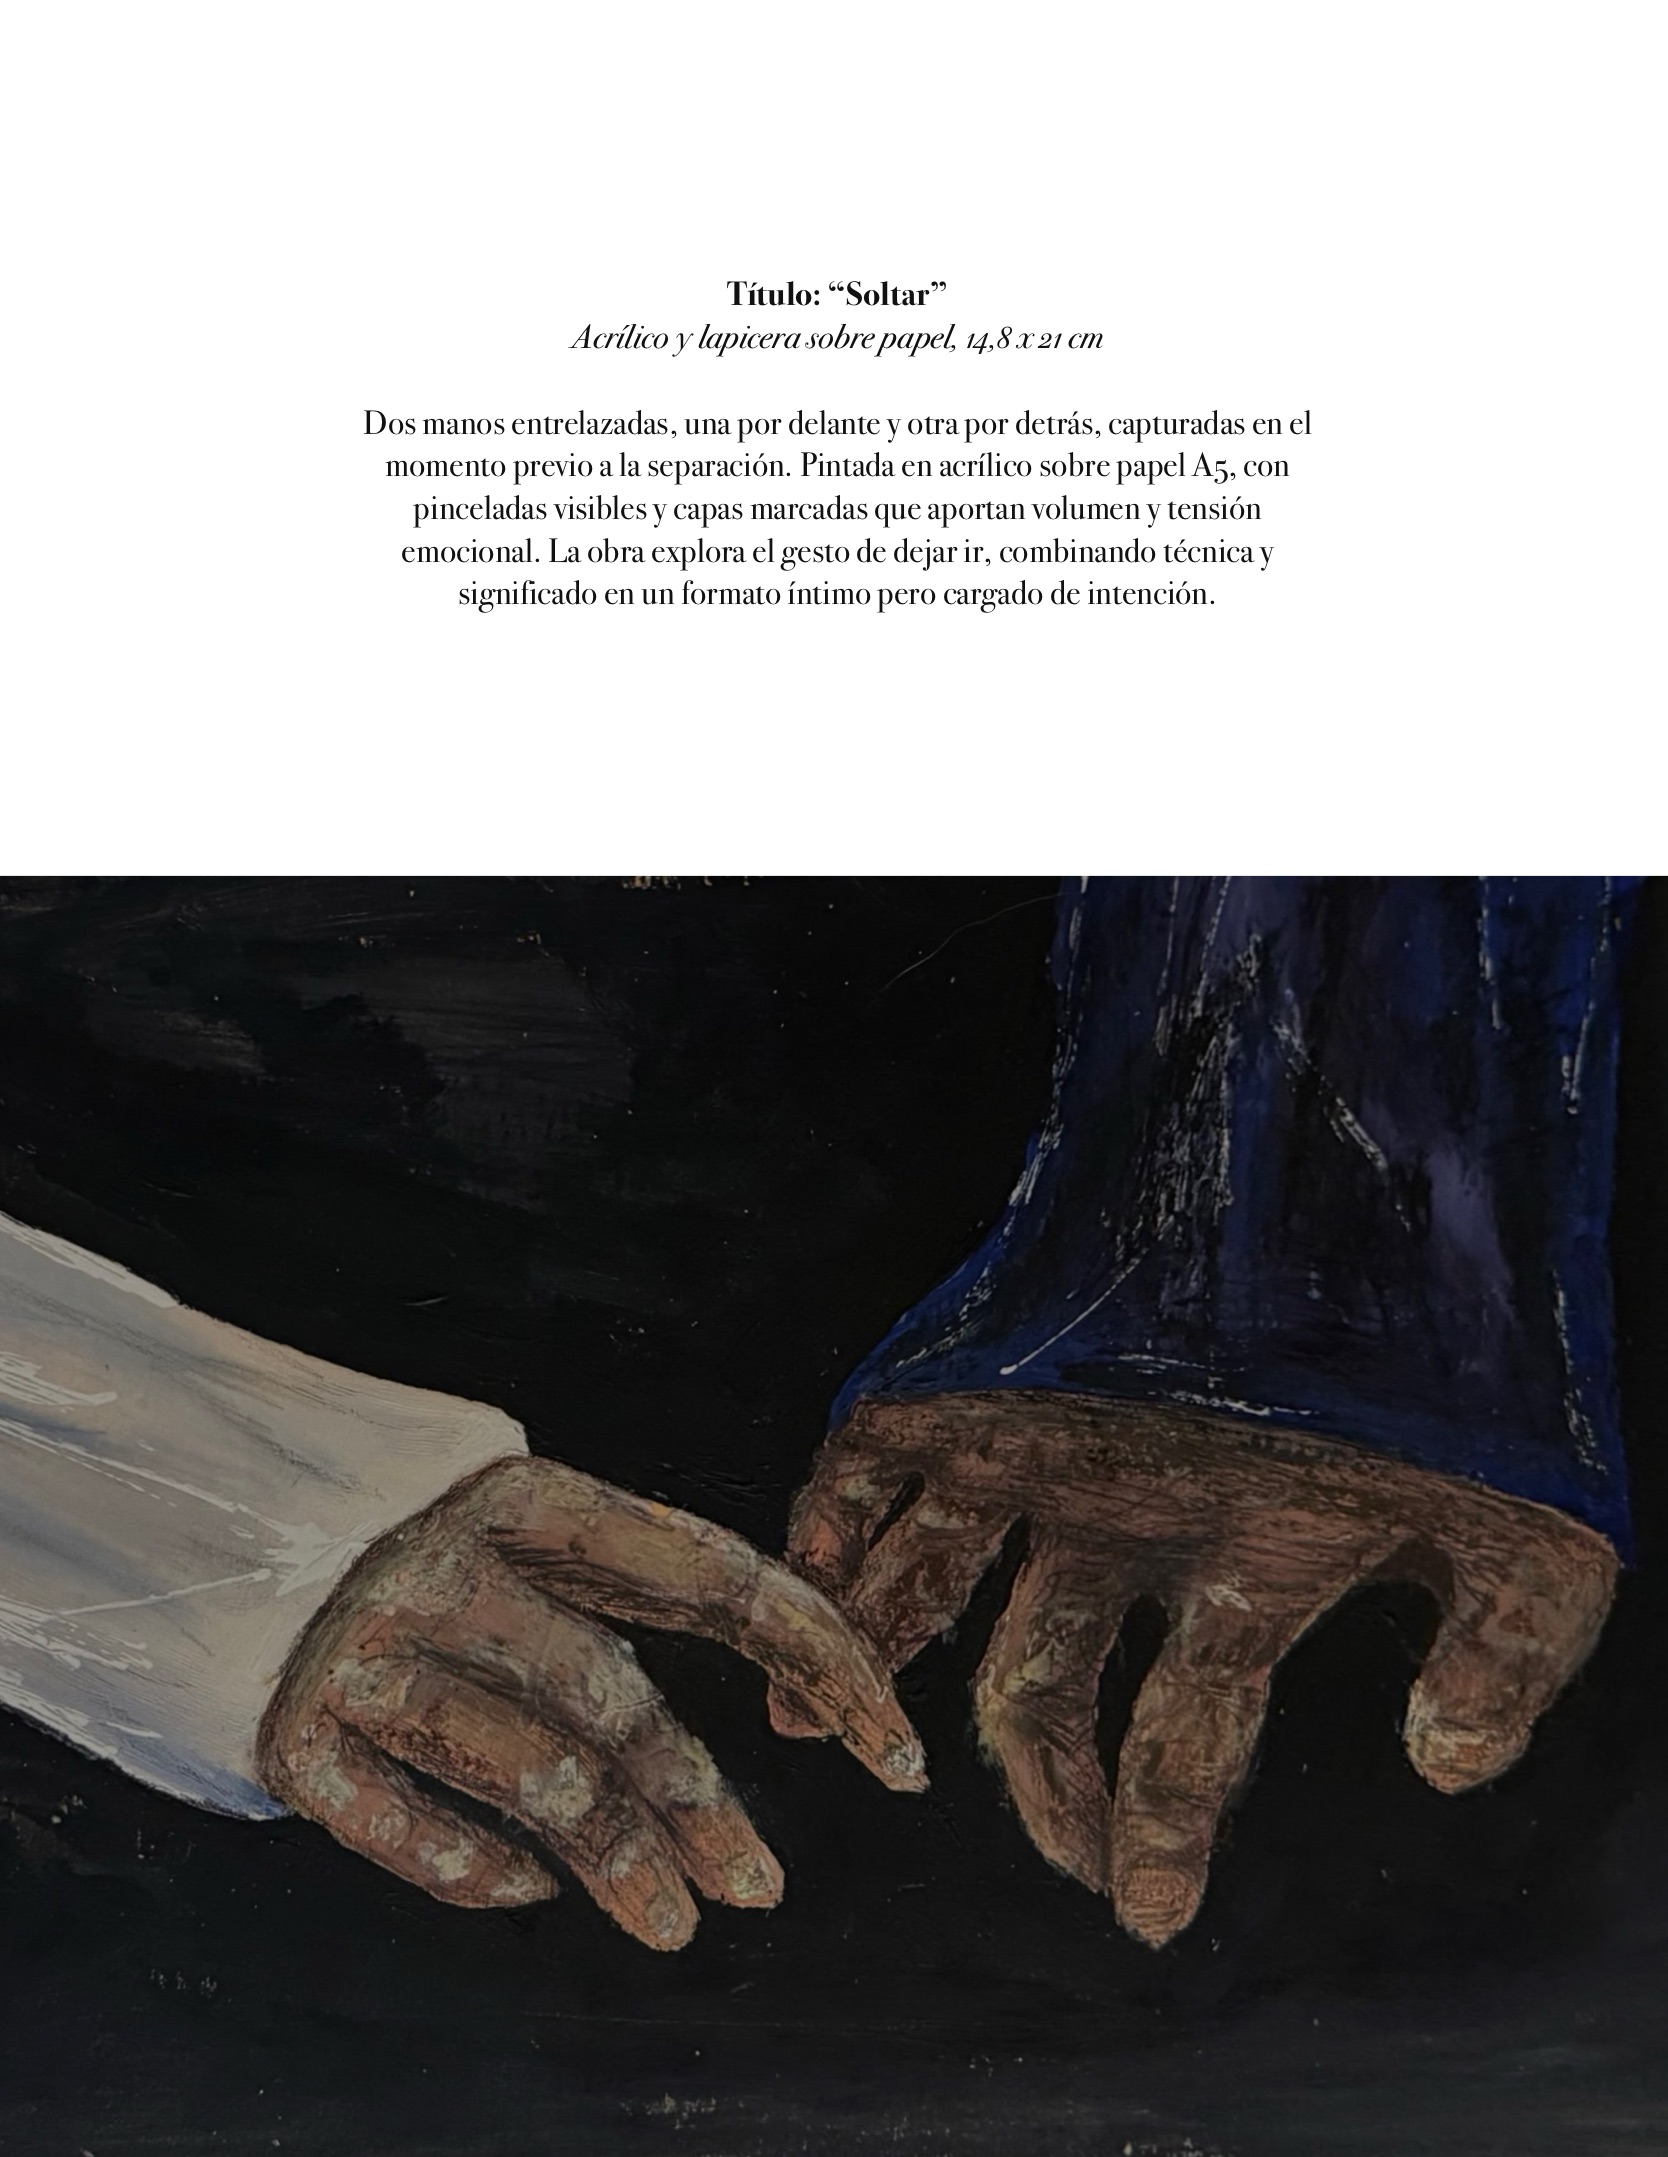 Título: “Soltar”
Acrílico y lapicera sobre papel, 14,8 x 21 cm
Dos manos entrelazadas, una por delante y otra por detrás, capturadas en el
momento previo a la separación. Pintada en acrílico sobre papel A5, con
pinceladas visibles y capas marcadas que aportan volumen y tensión
emocional. La obra explora el gesto de dejar ir, combinando técnica y
significado en un formato íntimo pero cargado de intención.